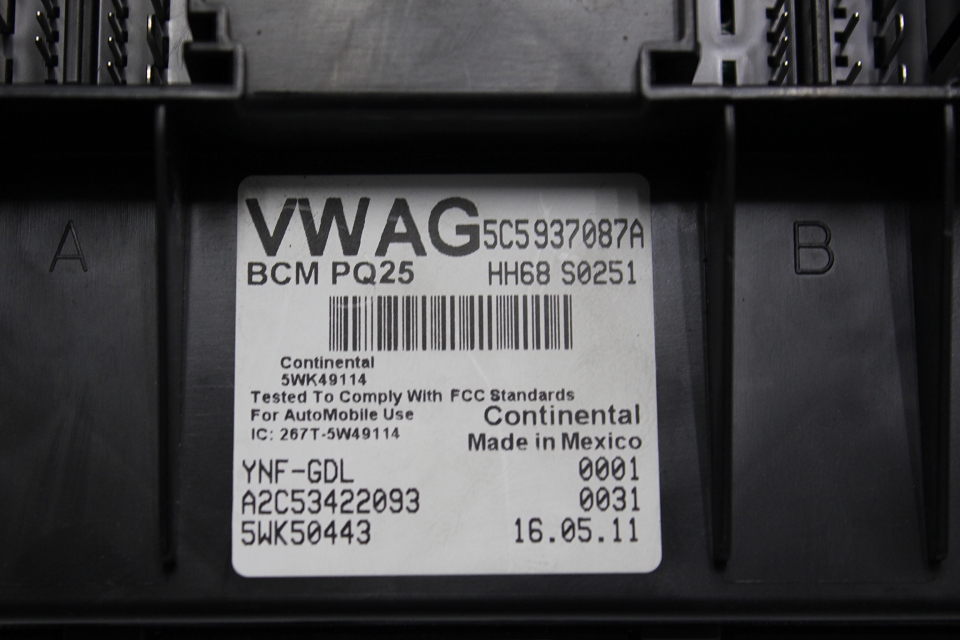 A
B
VWAG 5C5937087A
BCM PQ25 HH68 S0251
Continental
5WK49114
Tested To Comply With FCC Standards
For AutoMobile Use
IC: 267T-5W49114
Continental
Made in Mexico
YNF-GDL 0001
A2C53422093 0031
5WK50443 16.05.11